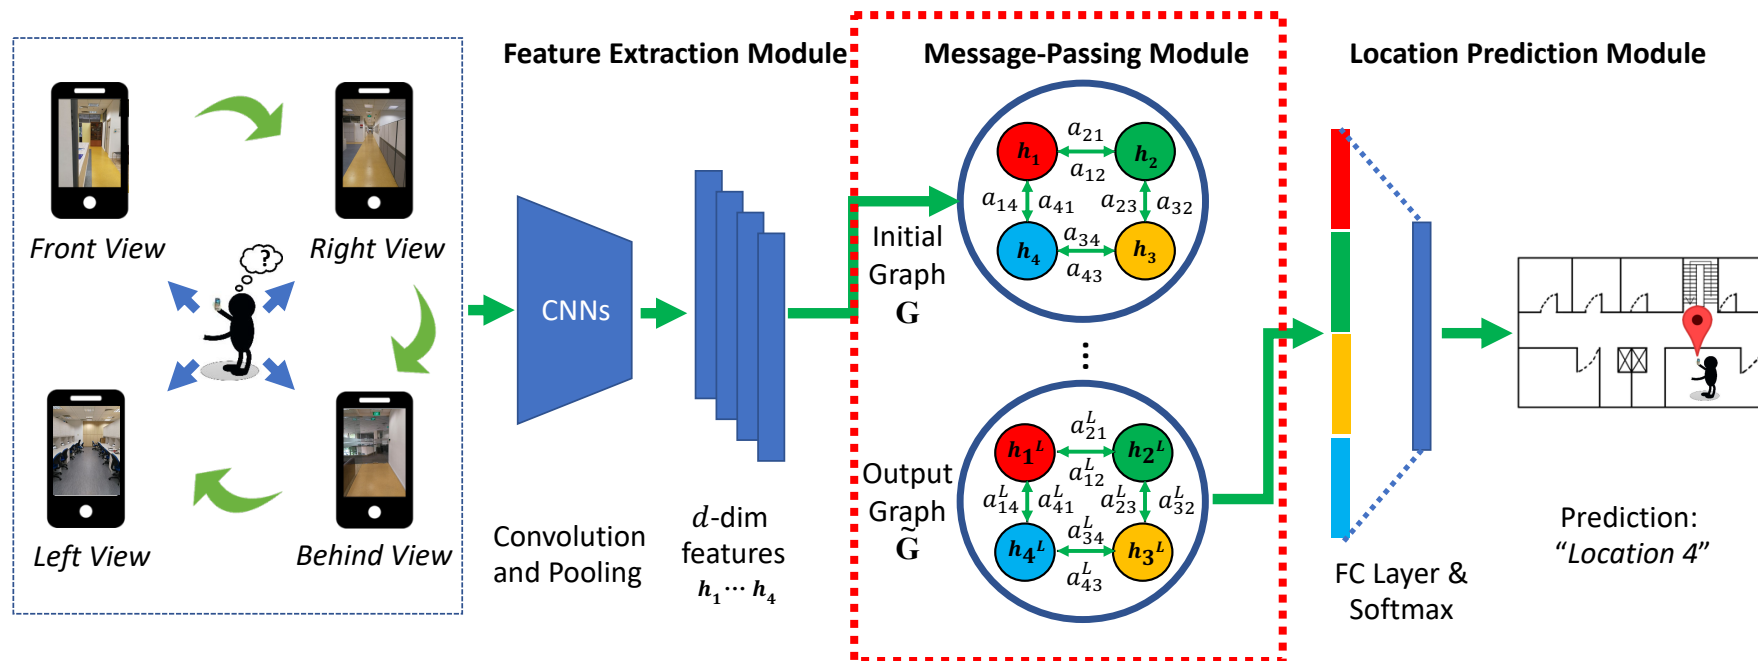 Feature Extraction Module
Message-Passing Module
Location Prediction Module
Front View
Right View
?
Left View
Behind View
CNNs
Convolution
and Pooling
d-dim
features
h₁ ⋯ h₄
Initial
Graph
G
h₁
a₂₁
a₁₂
h₂
a₁₄
a₄₁
a₂₃
a₃₂
h₄
a₃₄
a₄₃
h₃
⋯
Output
Graph
G̃
h₁ᴸ
a₂₁ᴸ
a₁₂ᴸ
h₂ᴸ
a₁₄ᴸ
a₄₁ᴸ
a₂₃ᴸ
a₃₂ᴸ
h₄ᴸ
a₃₄ᴸ
a₄₃ᴸ
h₃ᴸ
FC Layer &
Softmax
Prediction:
“Location 4”